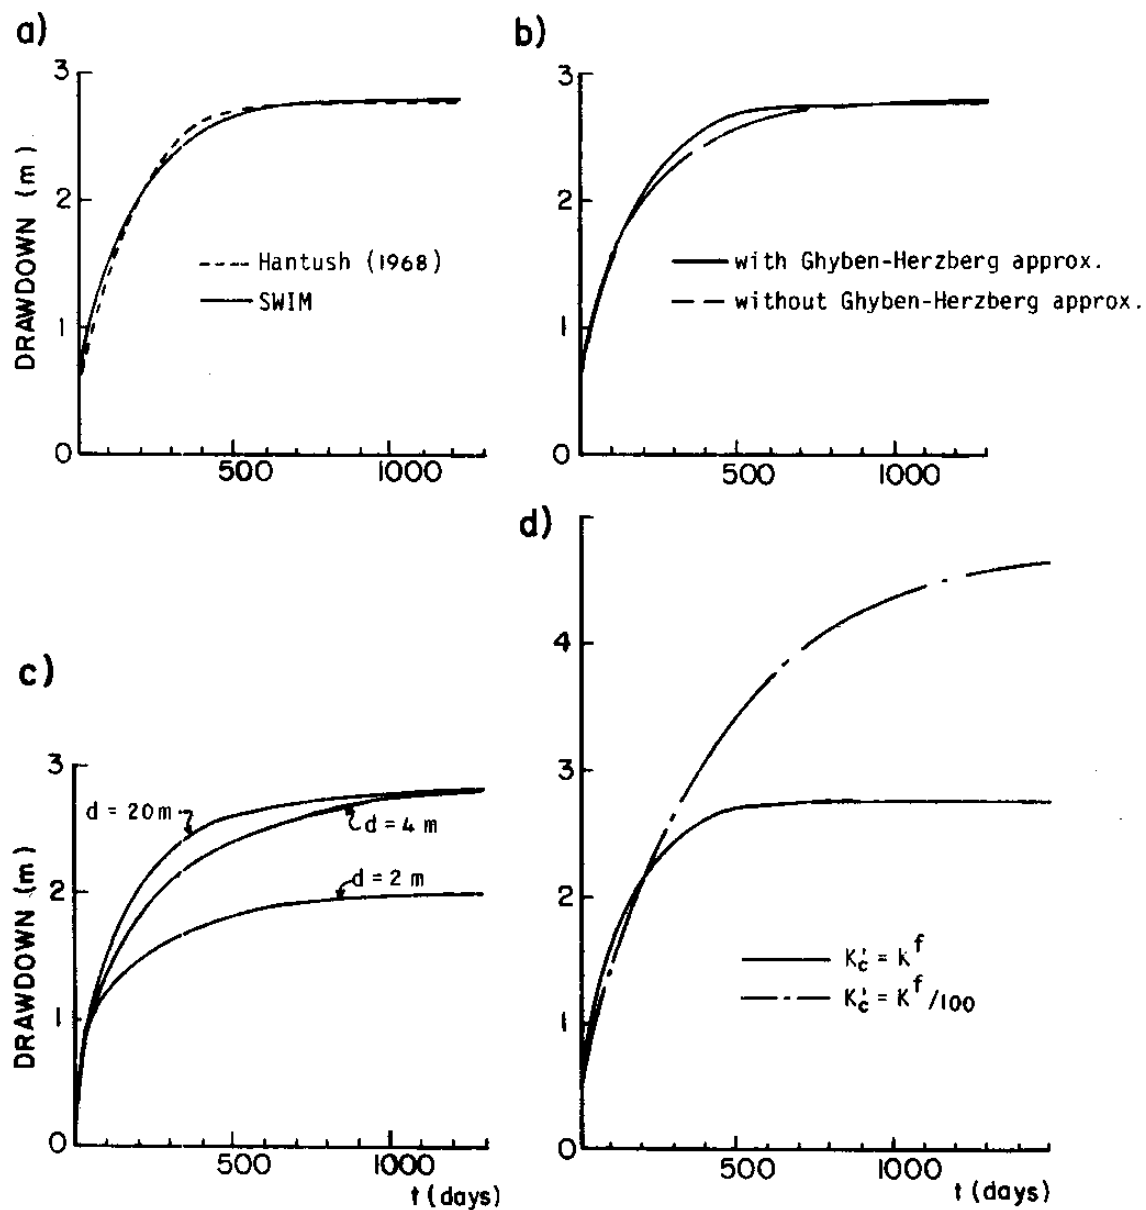 a)
3
2
1
0
DRAWDOWN (m)
Hantush (1968)
SWIM
500
1000
b)
3
2
1
0
with Ghyben-Herzberg approx.
without Ghyben-Herzberg approx.
500
1000
c)
3
2
1
0
DRAWDOWN (m)
d = 20 m
d = 4 m
d = 2 m
500
1000
t (days)
d)
4
3
2
1
0
K'c = k^f
K'c = K^f /100
500
1000
t (days)